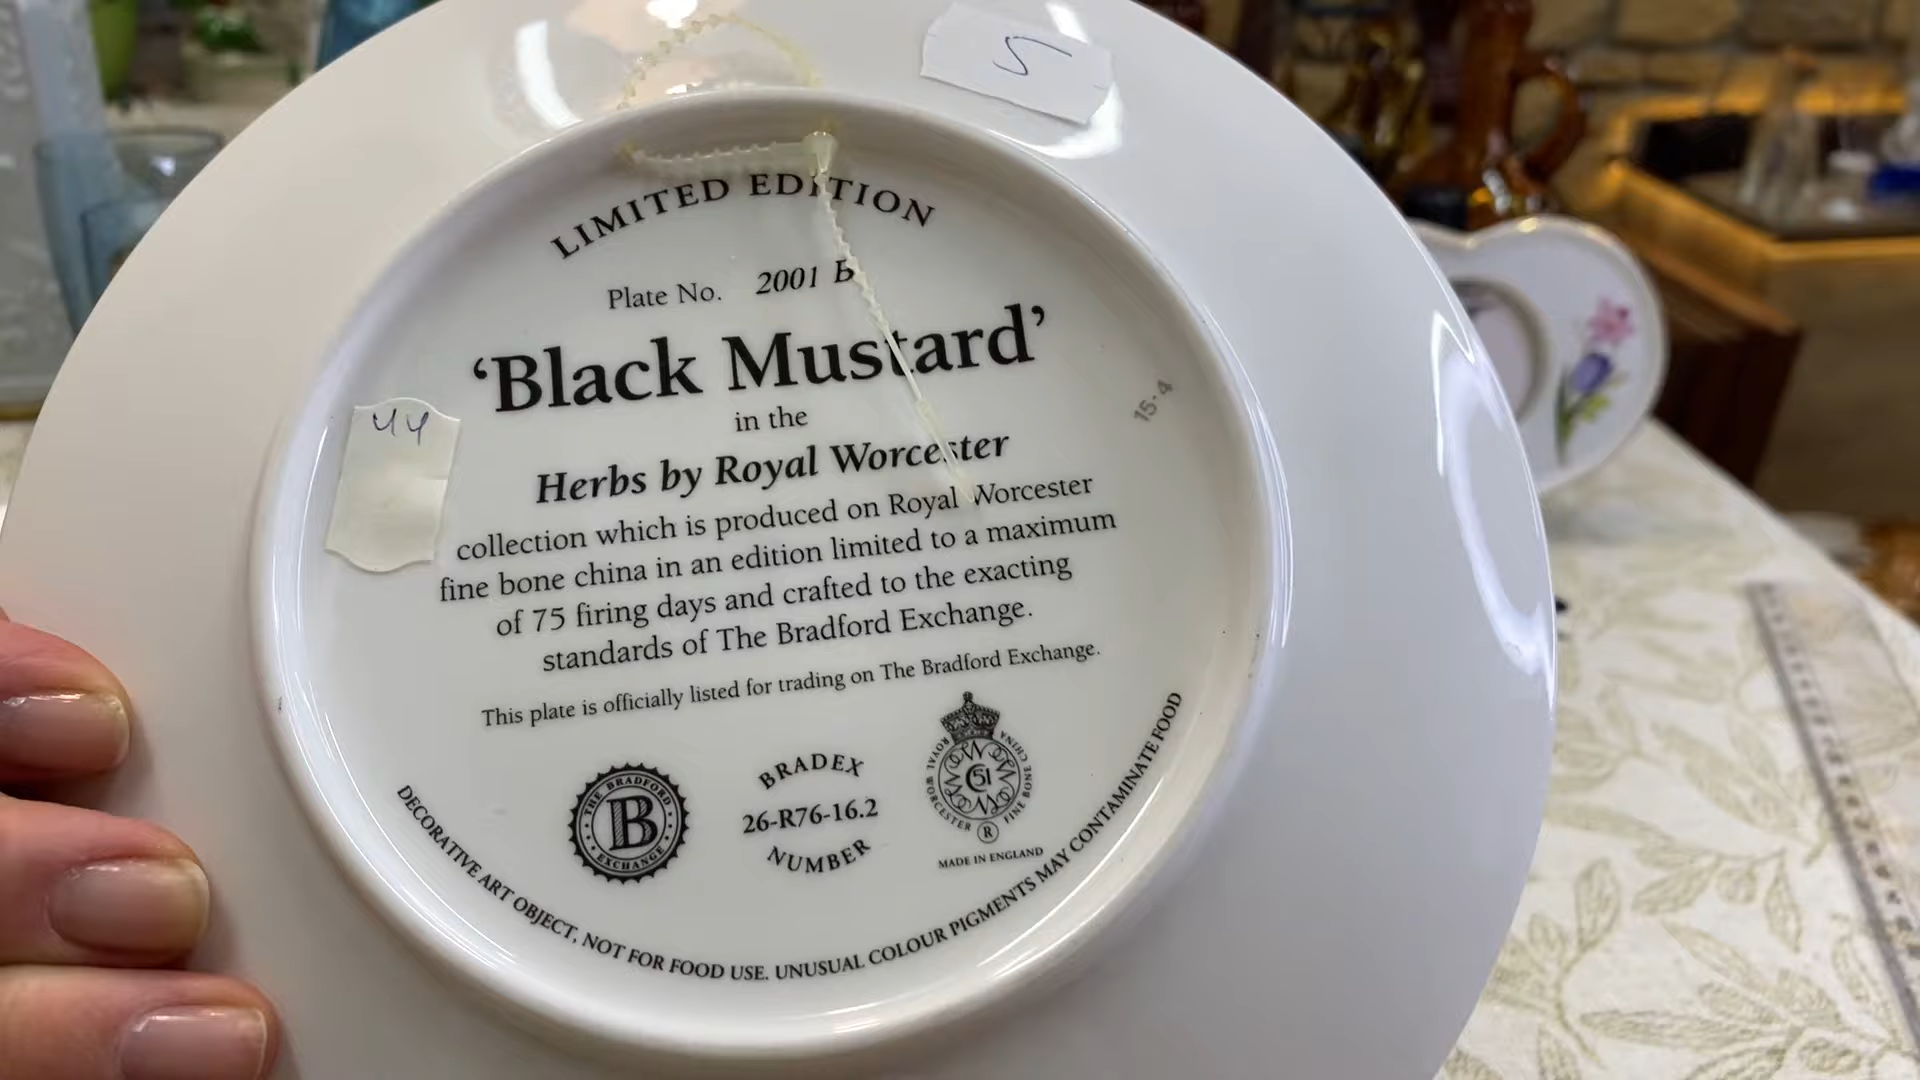 5
LIMITED EDITION
Plate No. 2001 B
'Black Mustard'
in the
Herbs by Royal Worcester
collection which is produced on Royal Worcester
fine bone china in an edition limited to a maximum
of 75 firing days and crafted to the exacting
standards of The Bradford Exchange.
This plate is officially listed for trading on The Bradford Exchange.
44
15·4
THE BRADFORD
B
EXCHANGE
BRADEX
26-R76-16.2
NUMBER
ROYAL WORCESTER
FINE BONE CHINA
51
®
MADE IN ENGLAND
DECORATIVE ART OBJECT, NOT FOR FOOD USE. UNUSUAL COLOUR PIGMENTS MAY CONTAMINATE FOOD